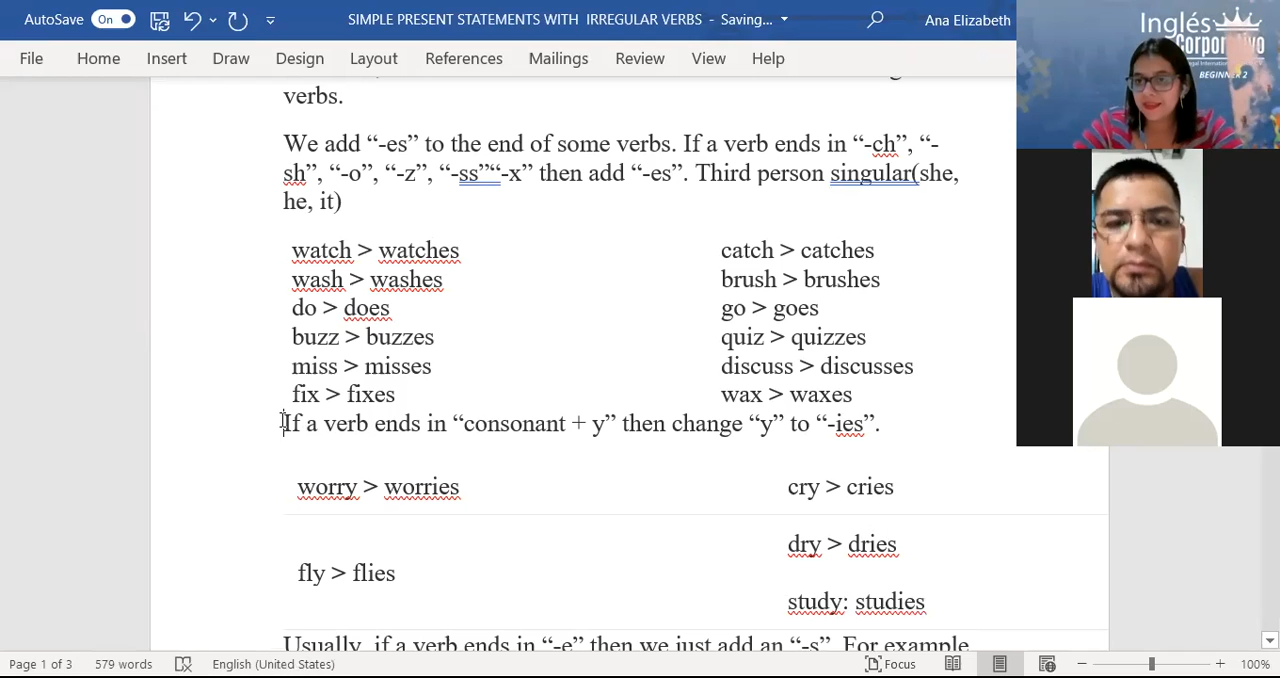 AutoSave On SIMPLE PRESENT STATEMENTS WITH IRREGULAR VERBS - Saving... Ana Elizabeth
File Home Insert Draw Design Layout References Mailings Review View Help
Inglés
Corporativo
BEGINNER 2
verbs.
We add “-es” to the end of some verbs. If a verb ends in “-ch”, “-
sh”, “-o”, “-z”, “-ss”“-x” then add “-es”. Third person singular(she,
he, it)
watch > watches catch > catches
wash > washes brush > brushes
do > does go > goes
buzz > buzzes quiz > quizzes
miss > misses discuss > discusses
fix > fixes wax > waxes
If a verb ends in “consonant + y” then change “y” to “-ies”.
worry > worries cry > cries
dry > dries
fly > flies
study: studies
Usually, if a verb ends in “-e” then we just add an “-s”. For example
Page 1 of 3 579 words English (United States) Focus 100%